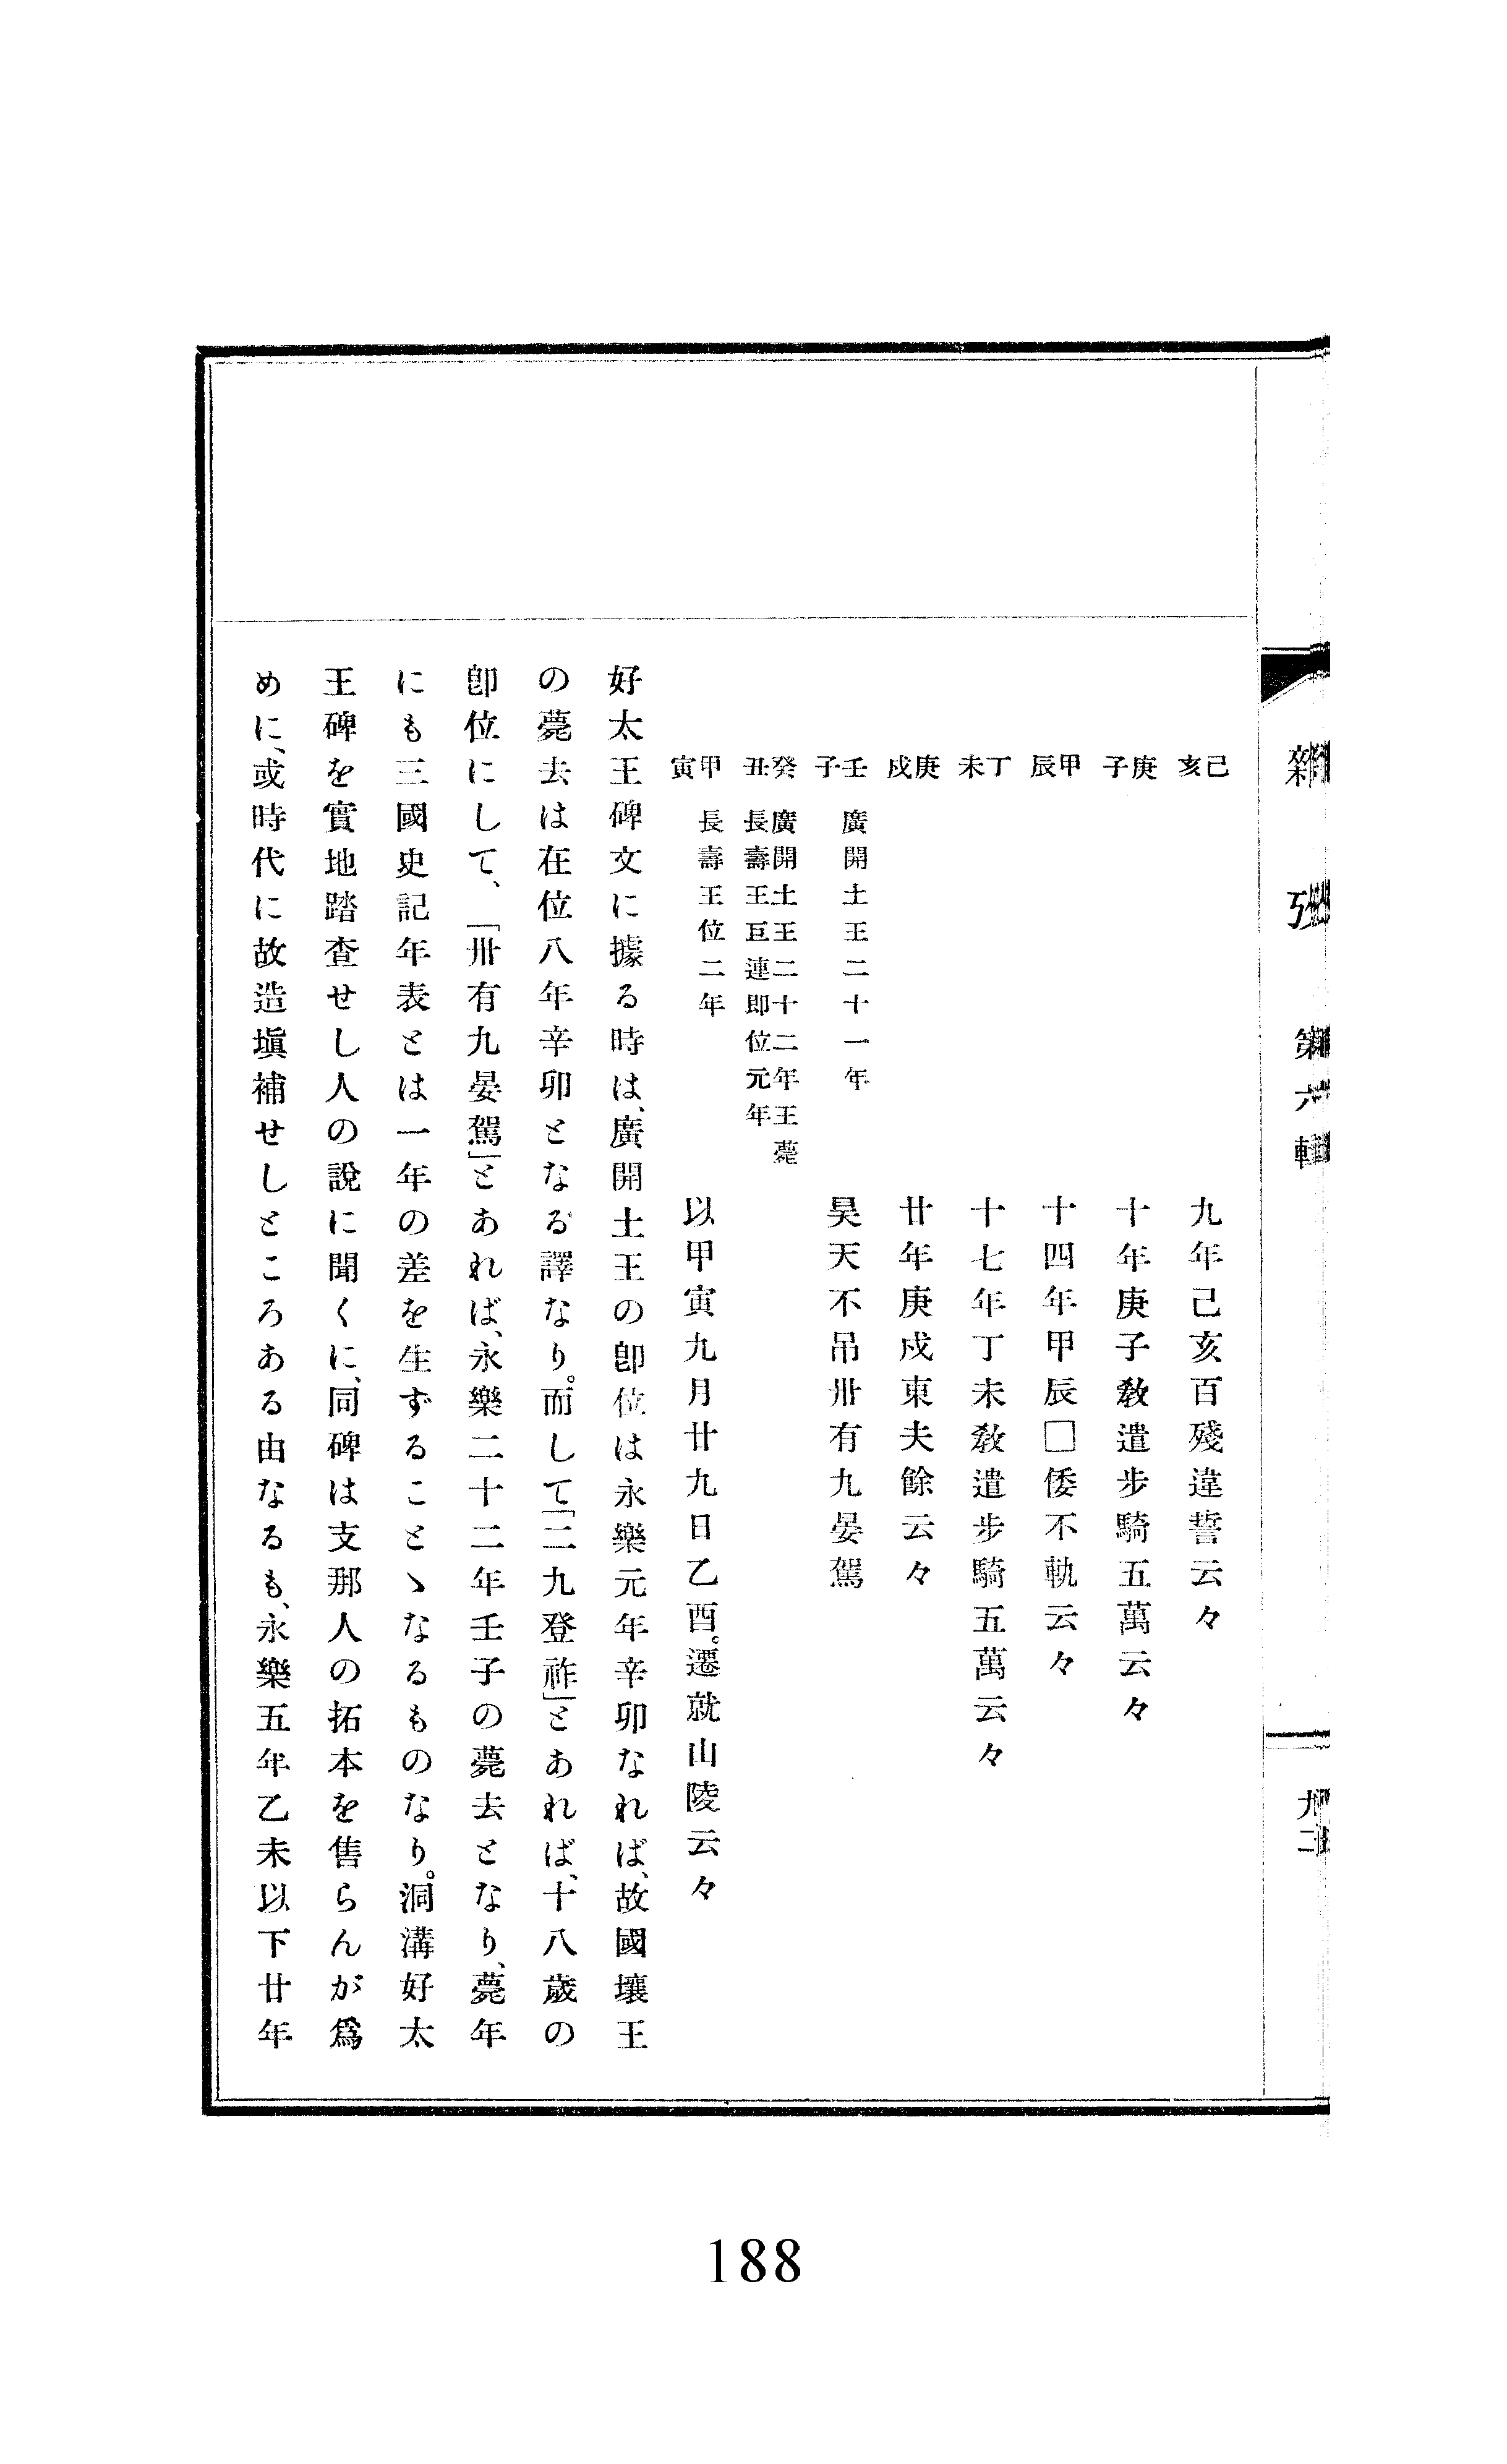 第六輯
己亥　九年己亥百殘違誓云々
庚子　十年庚子敎遣步騎五萬云々
甲辰　十四年甲辰□倭不軌云々
丁未　十七年丁未敎遣步騎五萬云々
庚戍　廿年庚戍東夫餘云々
壬子　廣開土王二十一年　昊天不吊卅有九晏駕
癸丑　廣開土王二十二年王薨
長壽王巨連即位元年
甲寅　長壽王位二年　以甲寅九月廿九日乙酉。遷就山陵云々
好太王碑文に據る時は、廣開土王の卽位は永樂元年辛卯なれば、故國壤王
の薨去は在位八年辛卯となる譯なり。而して「二九登祚」とあれば、十八歲の
卽位にして、「卅有九晏駕」とあれば、永樂二十二年壬子の薨去となり、薨年
にも三國史記年表とは一年の差を生ずることゝなるものなり。洞溝好太
王碑を實地踏査せし人の說に聞くに、同碑は支那人の拓本を售らんが爲
めに、或時代に故造塡補せしところある由なるも、永樂五年乙未以下廿年
188